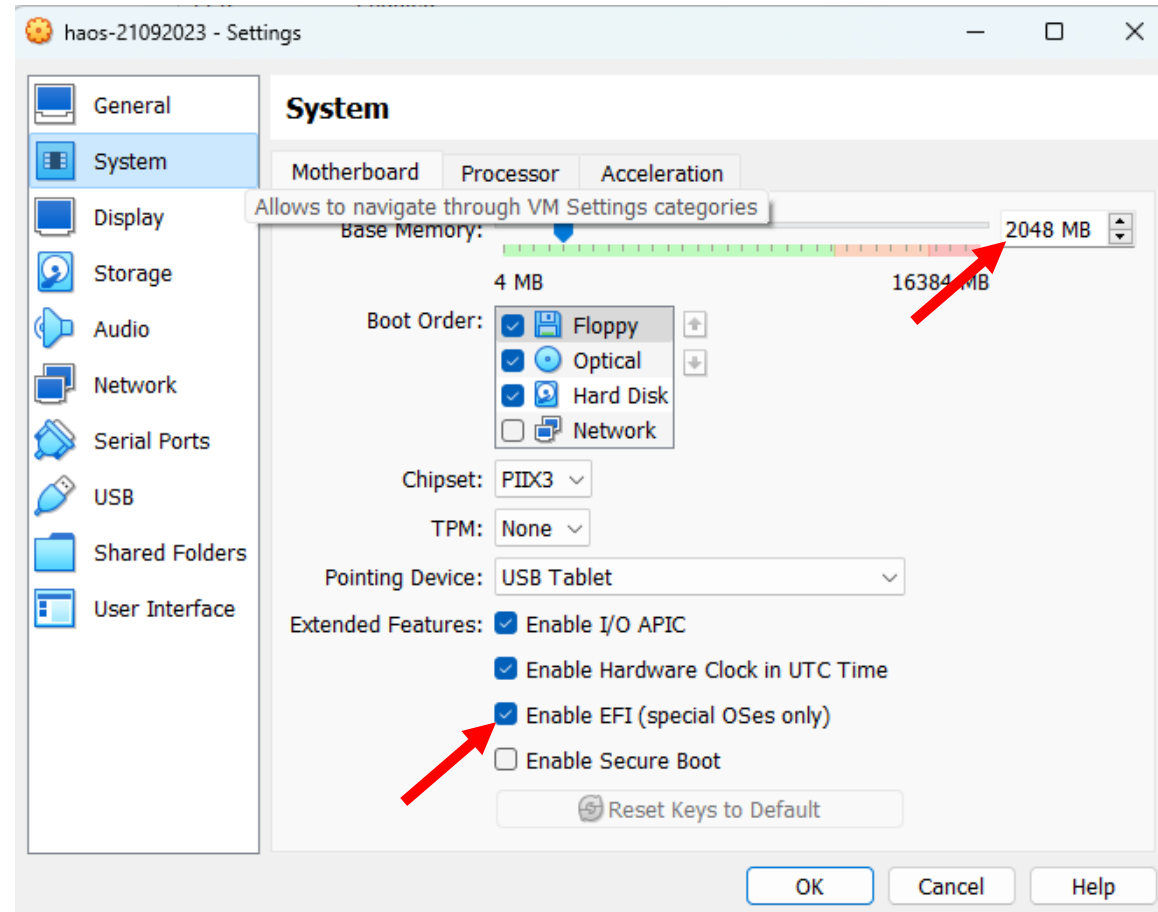 haos-21092023 - Settings
General
System
Display
Storage
Audio
Network
Serial Ports
USB
Shared Folders
User Interface
System
Motherboard Processor Acceleration
Allows to navigate through VM Settings categories
Base Memory: 2048 MB
4 MB 16384 MB
Boot Order: Floppy
Optical
Hard Disk
Network
Chipset: PIIX3
TPM: None
Pointing Device: USB Tablet
Extended Features: Enable I/O APIC
Enable Hardware Clock in UTC Time
Enable EFI (special OSes only)
Enable Secure Boot
Reset Keys to Default
OK Cancel Help